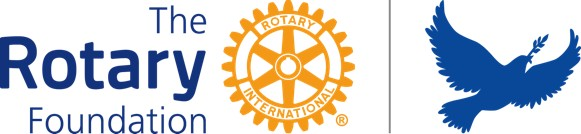 The
Rotary
Foundation
ROTARY
INTERNATIONAL
®